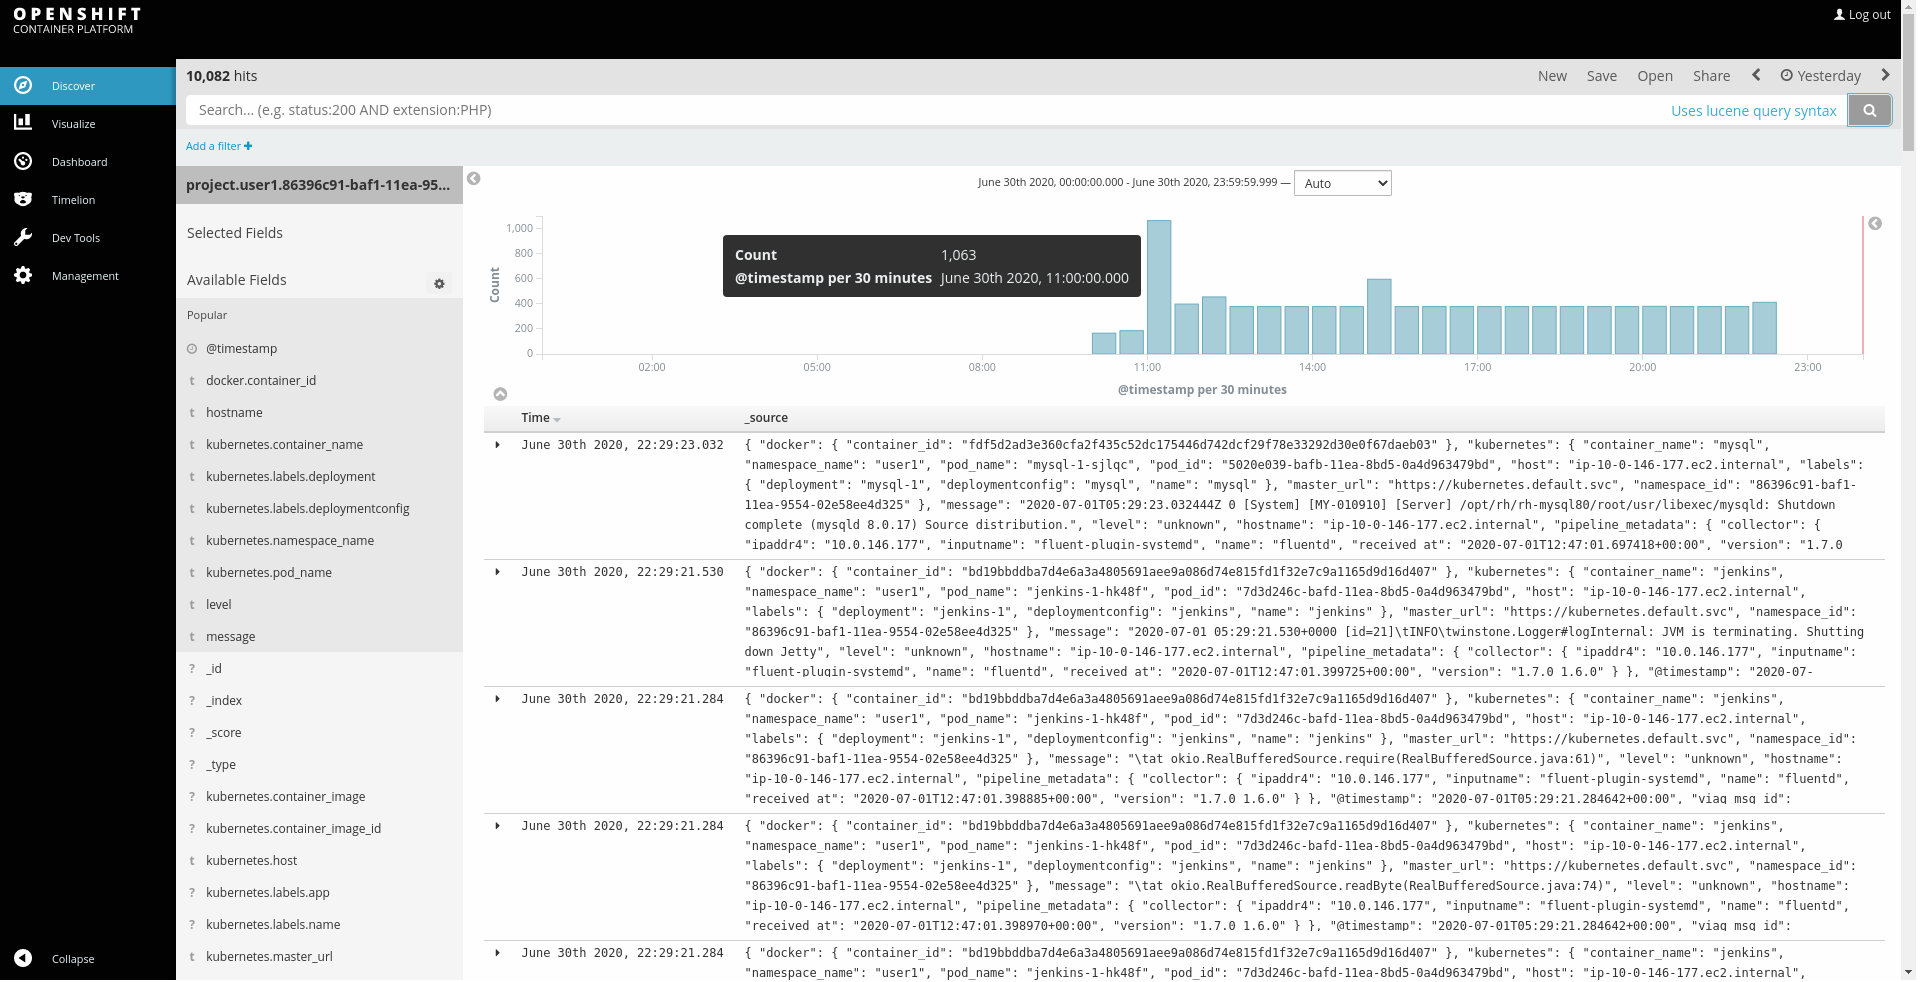 OPENSHIFT
CONTAINER PLATFORM
Log out
Discover
Visualize
Dashboard
Timelion
Dev Tools
Management
Collapse
10,082 hits
New Save Open Share Yesterday
Search... (e.g. status:200 AND extension:PHP)
Uses lucene query syntax
Add a filter
project.user1.86396c91-baf1-11ea-95...
Selected Fields
Available Fields
Popular
@timestamp
t docker.container_id
t hostname
t kubernetes.container_name
t kubernetes.labels.deployment
t kubernetes.labels.deploymentconfig
t kubernetes.namespace_name
t kubernetes.pod_name
t level
t message
? _id
? _index
? _score
? _type
? kubernetes.container_image
? kubernetes.container_image_id
t kubernetes.host
? kubernetes.labels.app
? kubernetes.labels.name
t kubernetes.master_url
June 30th 2020, 00:00:00.000 - June 30th 2020, 23:59:59.999 — Auto
Count
1,000
800
600
400
200
0
Count 1,063
@timestamp per 30 minutes June 30th 2020, 11:00:00.000
02:00 05:00 08:00 11:00 14:00 17:00 20:00 23:00
@timestamp per 30 minutes
Time _source
June 30th 2020, 22:29:23.032 { "docker": { "container_id": "fdf5d2ad3e360cfa2f435c52dc175446d742dcf29f78e33292d30e0f67daeb03" }, "kubernetes": { "container_name": "mysql",
"namespace_name": "user1", "pod_name": "mysql-1-sjlqc", "pod_id": "5020e039-bafb-11ea-8bd5-0a4d963479bd", "host": "ip-10-0-146-177.ec2.internal", "labels":
{ "deployment": "mysql-1", "deploymentconfig": "mysql", "name": "mysql" }, "master_url": "https://kubernetes.default.svc", "namespace_id": "86396c91-baf1-
11ea-9554-02e58ee4d325" }, "message": "2020-07-01T05:29:23.032444Z 0 [System] [MY-010910] [Server] /opt/rh/rh-mysql80/root/usr/libexec/mysqld: Shutdown
complete (mysqld 8.0.17) Source distribution.", "level": "unknown", "hostname": "ip-10-0-146-177.ec2.internal", "pipeline_metadata": { "collector": {
"ipaddr4": "10.0.146.177", "inputname": "fluent-plugin-systemd", "name": "fluentd", "received_at": "2020-07-01T12:47:01.697418+00:00", "version": "1.7.0
June 30th 2020, 22:29:21.530 { "docker": { "container_id": "bd19bbddba7d4e6a3a4805691aee9a086d74e815fd1f32e7c9a1165d9d16d407" }, "kubernetes": { "container_name": "jenkins",
"namespace_name": "user1", "pod_name": "jenkins-1-hk48f", "pod_id": "7d3d246c-bafd-11ea-8bd5-0a4d963479bd", "host": "ip-10-0-146-177.ec2.internal",
"labels": { "deployment": "jenkins-1", "deploymentconfig": "jenkins", "name": "jenkins" }, "master_url": "https://kubernetes.default.svc", "namespace_id":
"86396c91-baf1-11ea-9554-02e58ee4d325" }, "message": "2020-07-01 05:29:21.530+0000 [id=21]\tINFO\twinstone.Logger#logInternal: JVM is terminating. Shutting
down Jetty", "level": "unknown", "hostname": "ip-10-0-146-177.ec2.internal", "pipeline_metadata": { "collector": { "ipaddr4": "10.0.146.177", "inputname":
"fluent-plugin-systemd", "name": "fluentd", "received_at": "2020-07-01T12:47:01.399725+00:00", "version": "1.7.0 1.6.0" } }, "@timestamp": "2020-07-
June 30th 2020, 22:29:21.284 { "docker": { "container_id": "bd19bbddba7d4e6a3a4805691aee9a086d74e815fd1f32e7c9a1165d9d16d407" }, "kubernetes": { "container_name": "jenkins",
"namespace_name": "user1", "pod_name": "jenkins-1-hk48f", "pod_id": "7d3d246c-bafd-11ea-8bd5-0a4d963479bd", "host": "ip-10-0-146-177.ec2.internal",
"labels": { "deployment": "jenkins-1", "deploymentconfig": "jenkins", "name": "jenkins" }, "master_url": "https://kubernetes.default.svc", "namespace_id":
"86396c91-baf1-11ea-9554-02e58ee4d325" }, "message": "\tat okio.RealBufferedSource.require(RealBufferedSource.java:61)", "level": "unknown", "hostname":
"ip-10-0-146-177.ec2.internal", "pipeline_metadata": { "collector": { "ipaddr4": "10.0.146.177", "inputname": "fluent-plugin-systemd", "name": "fluentd",
"received_at": "2020-07-01T12:47:01.398885+00:00", "version": "1.7.0 1.6.0" } }, "@timestamp": "2020-07-01T05:29:21.284642+00:00", "viaq_msg_id":
June 30th 2020, 22:29:21.284 { "docker": { "container_id": "bd19bbddba7d4e6a3a4805691aee9a086d74e815fd1f32e7c9a1165d9d16d407" }, "kubernetes": { "container_name": "jenkins",
"namespace_name": "user1", "pod_name": "jenkins-1-hk48f", "pod_id": "7d3d246c-bafd-11ea-8bd5-0a4d963479bd", "host": "ip-10-0-146-177.ec2.internal",
"labels": { "deployment": "jenkins-1", "deploymentconfig": "jenkins", "name": "jenkins" }, "master_url": "https://kubernetes.default.svc", "namespace_id":
"86396c91-baf1-11ea-9554-02e58ee4d325" }, "message": "\tat okio.RealBufferedSource.readByte(RealBufferedSource.java:74)", "level": "unknown", "hostname":
"ip-10-0-146-177.ec2.internal", "pipeline_metadata": { "collector": { "ipaddr4": "10.0.146.177", "inputname": "fluent-plugin-systemd", "name": "fluentd",
"received_at": "2020-07-01T12:47:01.398970+00:00", "version": "1.7.0 1.6.0" } }, "@timestamp": "2020-07-01T05:29:21.284642+00:00", "viaq_msg_id":
June 30th 2020, 22:29:21.284 { "docker": { "container_id": "bd19bbddba7d4e6a3a4805691aee9a086d74e815fd1f32e7c9a1165d9d16d407" }, "kubernetes": { "container_name": "jenkins",
"namespace_name": "user1", "pod_name": "jenkins-1-hk48f", "pod_id": "7d3d246c-bafd-11ea-8bd5-0a4d963479bd", "host": "ip-10-0-146-177.ec2.internal",